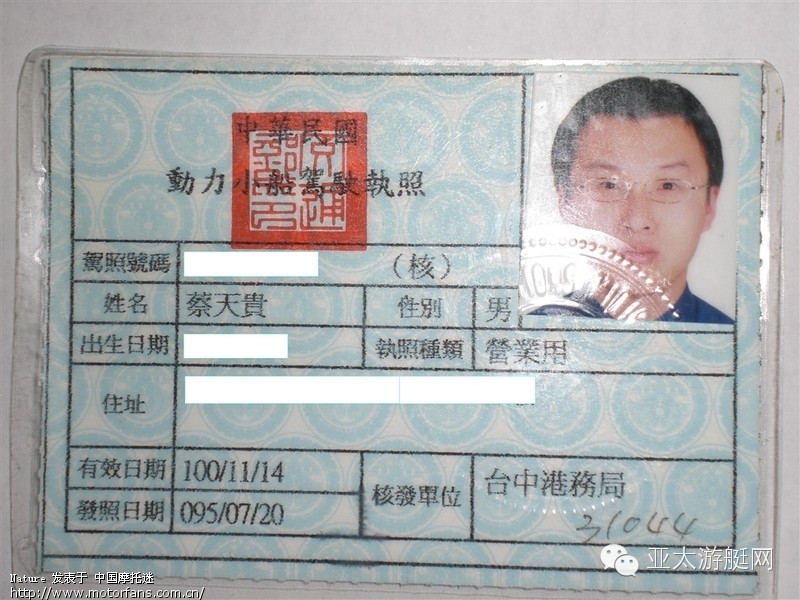 中華民國
動力小船駕駛執照
駕照號碼 （核）
姓名 蔡天貴 性別 男
出生日期 執照種類 營業用
住址
有效日期 100/11/14 核發單位 台中港務局
發照日期 095/07/20
31044
亚太游艇网
Nature 发表于 中国摩托迷
http://www.motorfans.com.cn/